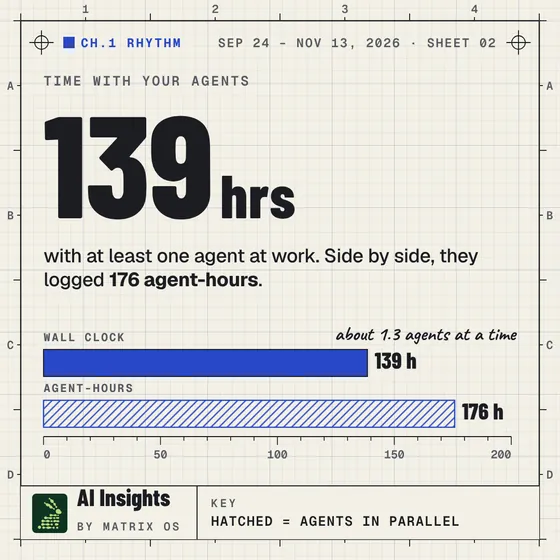 1 2 3 4
CH.1 RHYTHM SEP 24 – NOV 13, 2026 · SHEET 02
A A
TIME WITH YOUR AGENTS
139 hrs
B B
with at least one agent at work. Side by side, they
logged 176 agent-hours.
about 1.3 agents at a time
WALL CLOCK
C C
139 h
AGENT-HOURS
176 h
0 50 100 150 200
D D
AI Insights
BY MATRIX OS
KEY
HATCHED = AGENTS IN PARALLEL